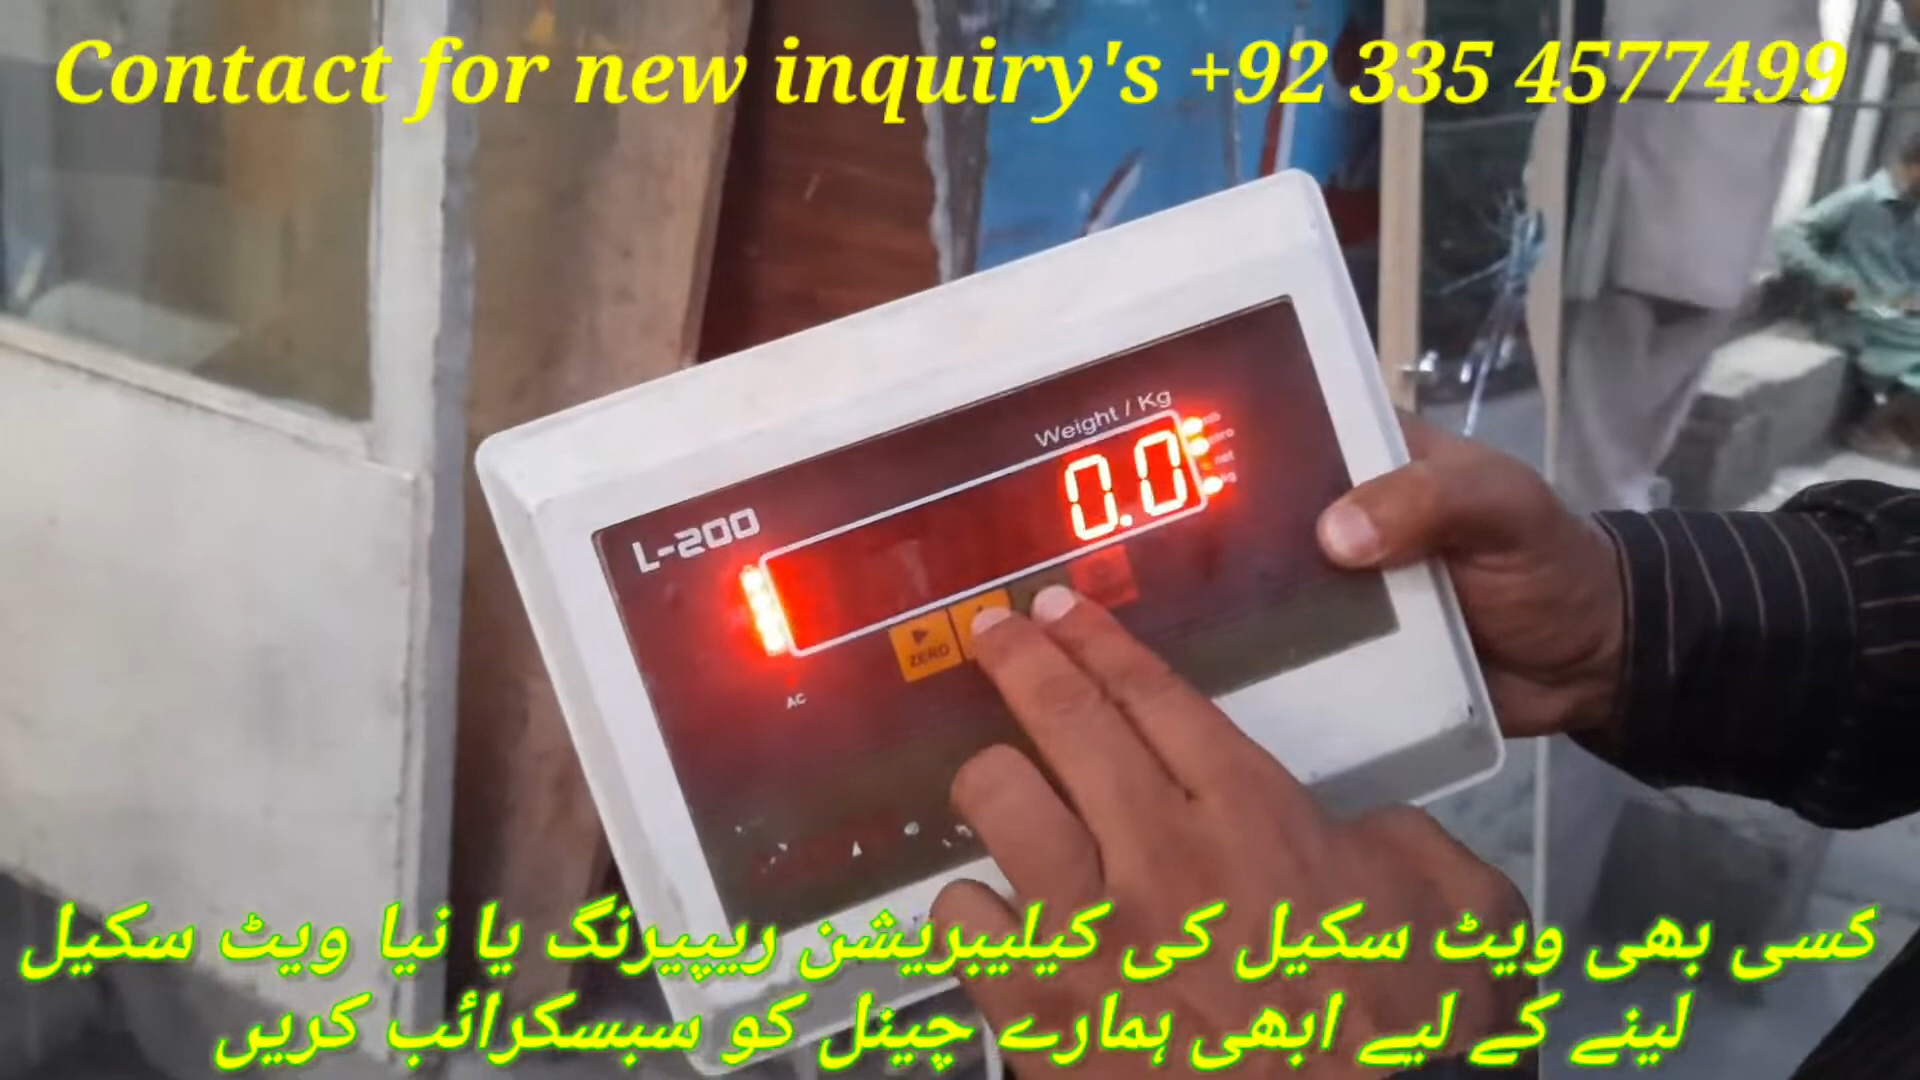 Contact for new inquiry's +92 335 4577499
Weight / Kg
L-200
0.0
ZERO
AC
کسی بھی ویٹ سکیل کی کیلیبریشن ریپیرنگ یا نیا ویٹ سکیل
لینے کے لیے ابھی ہمارے چینل کو سبسکرائب کریں